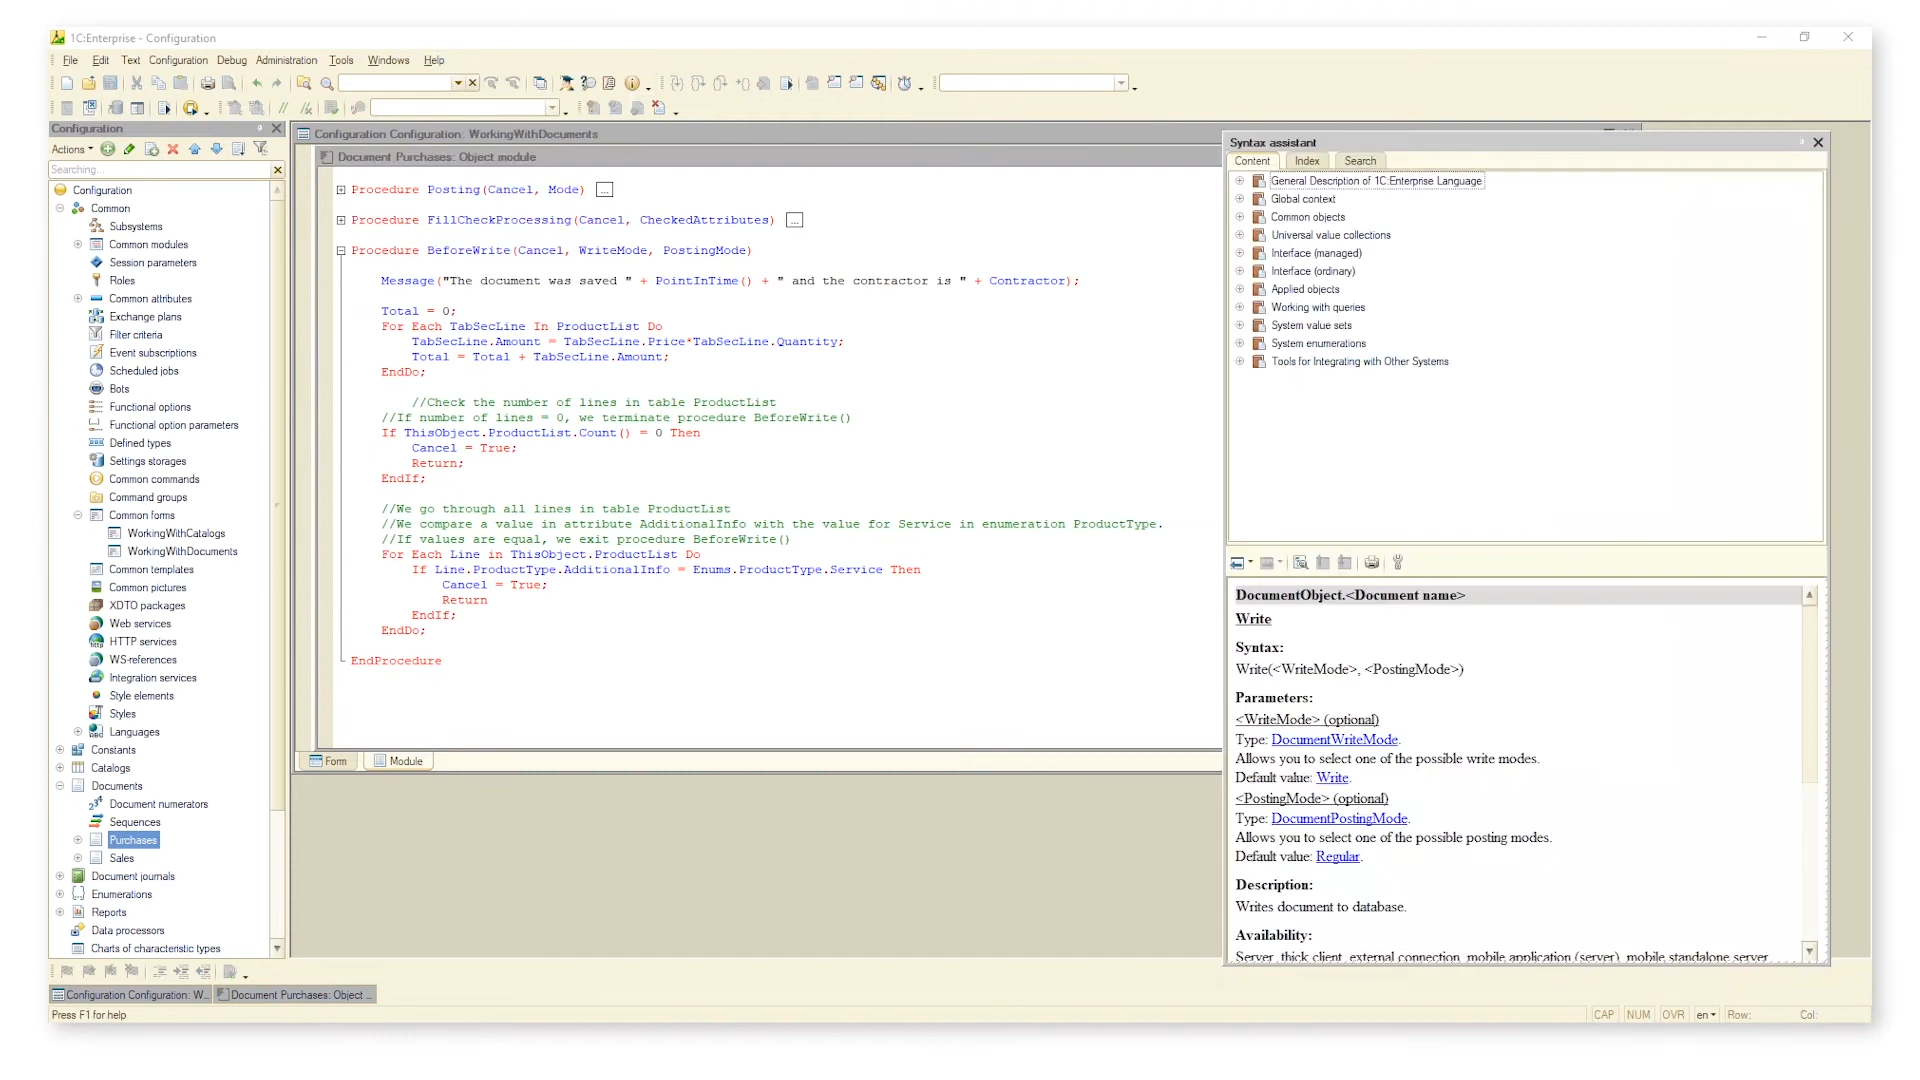 1C:Enterprise - Configuration
File Edit Text Configuration Debug Administration Tools Windows Help
Configuration
Actions
Searching...
Configuration
Common
Subsystems
Common modules
Session parameters
Roles
Common attributes
Exchange plans
Filter criteria
Event subscriptions
Scheduled jobs
Bots
Functional options
Functional option parameters
Defined types
Settings storages
Common commands
Command groups
Common forms
WorkingWithCatalogs
WorkingWithDocuments
Common templates
Common pictures
XDTO packages
Web services
HTTP services
WS-references
Integration services
Style elements
Styles
Languages
Constants
Catalogs
Documents
Document numerators
Sequences
Purchases
Sales
Document journals
Enumerations
Reports
Data processors
Charts of characteristic types
Configuration Configuration: WorkingWithDocuments
Document Purchases: Object module
Procedure Posting(Cancel, Mode) ...
Procedure FillCheckProcessing(Cancel, CheckedAttributes) ...
Procedure BeforeWrite(Cancel, WriteMode, PostingMode)
Message("The document was saved " + PointInTime() + " and the contractor is " + Contractor);
Total = 0;
For Each TabSecLine In ProductList Do
TabSecLine.Amount = TabSecLine.Price*TabSecLine.Quantity;
Total = Total + TabSecLine.Amount;
EndDo;
//Check the number of lines in table ProductList
//If number of lines = 0, we terminate procedure BeforeWrite()
If ThisObject.ProductList.Count() = 0 Then
Cancel = True;
Return;
EndIf;
//We go through all lines in table ProductList
//We compare a value in attribute AdditionalInfo with the value for Service in enumeration ProductType.
//If values are equal, we exit procedure BeforeWrite()
For Each Line in ThisObject.ProductList Do
If Line.ProductType.AdditionalInfo = Enums.ProductType.Service Then
Cancel = True;
Return
EndIf;
EndDo;
EndProcedure
Form Module
Syntax assistant
Content Index Search
General Description of 1C:Enterprise Language
Global context
Common objects
Universal value collections
Interface (managed)
Interface (ordinary)
Applied objects
Working with queries
System value sets
System enumerations
Tools for Integrating with Other Systems
DocumentObject.<Document name>
Write
Syntax:
Write(<WriteMode>, <PostingMode>)
Parameters:
<WriteMode> (optional)
Type: DocumentWriteMode.
Allows you to select one of the possible write modes.
Default value: Write.
<PostingMode> (optional)
Type: DocumentPostingMode.
Allows you to select one of the possible posting modes.
Default value: Regular.
Description:
Writes document to database.
Availability:
Server, thick client, external connection, mobile application (server), mobile standalone server.
Configuration Configuration: W... Document Purchases: Object ...
Press F1 for help
CAP NUM OVR en Row: Col: